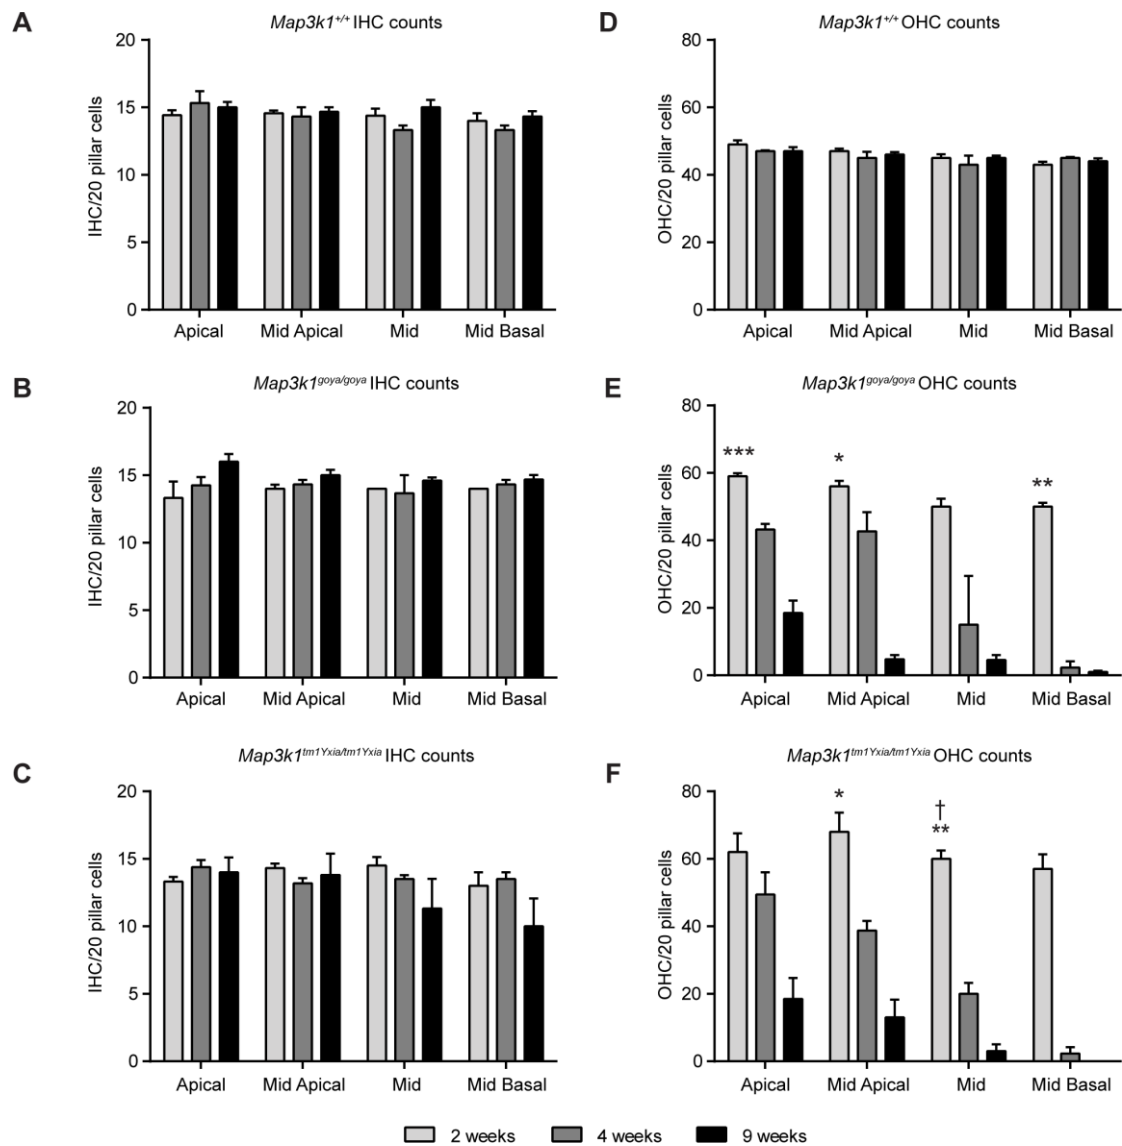 A
Map3k1+/+ IHC counts
IHC/20 pillar cells
20
15
10
5
0
Apical Mid Apical Mid Mid Basal
D
Map3k1+/+ OHC counts
OHC/20 pillar cells
80
60
40
20
0
Apical Mid Apical Mid Mid Basal
B
Map3k1goya/goya IHC counts
IHC/20 pillar cells
20
15
10
5
0
Apical Mid Apical Mid Mid Basal
E
Map3k1goya/goya OHC counts
OHC/20 pillar cells
80
60
40
20
0
*** * **
Apical Mid Apical Mid Mid Basal
C
Map3k1tm1Yxia/tm1Yxia IHC counts
IHC/20 pillar cells
20
15
10
5
0
Apical Mid Apical Mid Mid Basal
F
Map3k1tm1Yxia/tm1Yxia OHC counts
OHC/20 pillar cells
80
60
40
20
0
* †
**
Apical Mid Apical Mid Mid Basal
2 weeks 4 weeks 9 weeks